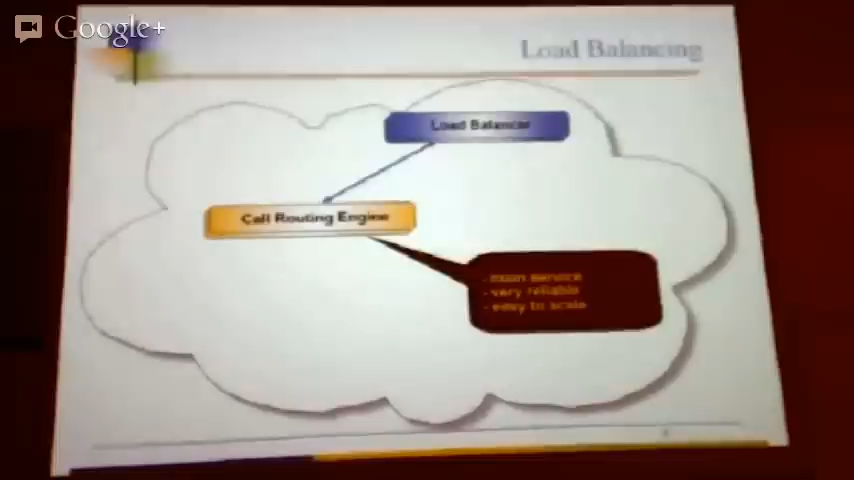 Google+
Load Balancing
Load Balancer
Call Routing Engine
- main service
- very reliable
- easy to scale